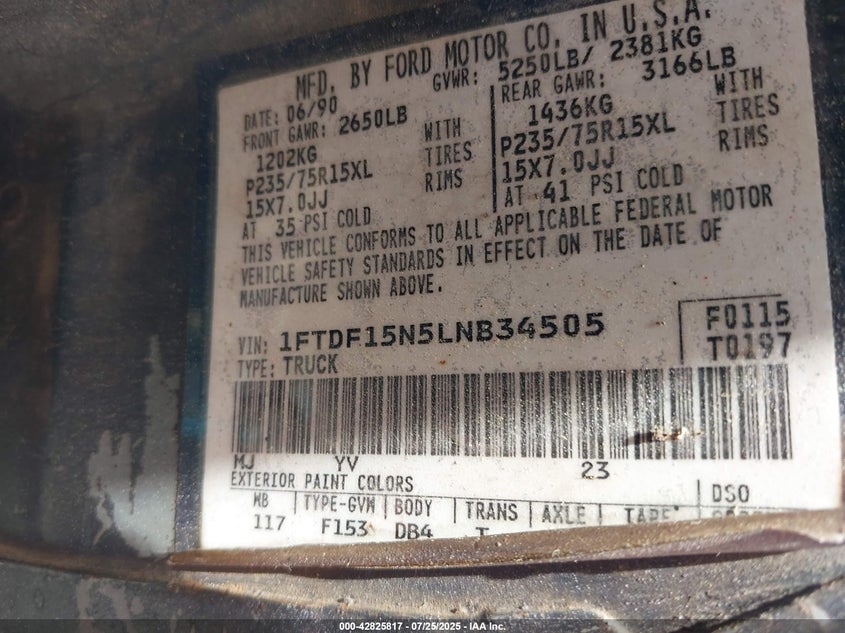 MFD. BY FORD MOTOR CO. IN U.S.A.
DATE: 06/90 GVWR: 5250LB/ 2381KG
FRONT GAWR: 2650LB REAR GAWR: 3166LB
1202KG WITH 1436KG WITH
P235/75R15XL TIRES P235/75R15XL TIRES
15X7.0JJ RIMS 15X7.0JJ RIMS
AT 35 PSI COLD AT 41 PSI COLD
THIS VEHICLE CONFORMS TO ALL APPLICABLE FEDERAL MOTOR
VEHICLE SAFETY STANDARDS IN EFFECT ON THE DATE OF
MANUFACTURE SHOWN ABOVE.
VIN: 1FTDF15N5LNB34505 F0115
TYPE: TRUCK T0197
MJ YV 23
EXTERIOR PAINT COLORS DSO
WB TYPE-GVW BODY TRANS AXLE TAPE
117 F153 DB4 T
000-42825817 - 07/25/2025 - IAA Inc.